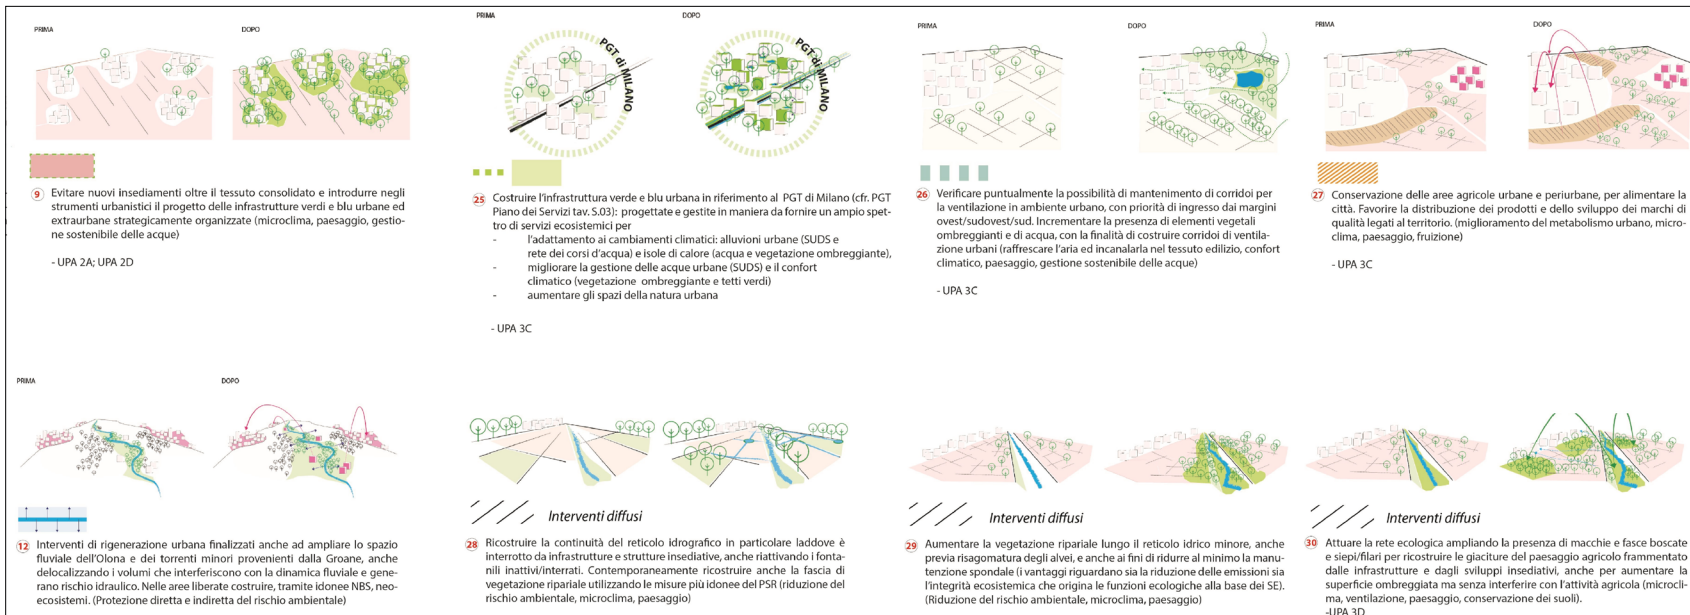 PRIMA
DOPO
9 Evitare nuovi insediamenti oltre il tessuto consolidato e introdurre negli
strumenti urbanistici il progetto delle infrastrutture verdi e blu urbane ed
extraurbane strategicamente organizzate (microclima, paesaggio, gestio-
ne sostenibile delle acque)
- UPA 2A; UPA 2D
PRIMA
DOPO
PGT di MILANO
PGT di MILANO
25 Costruire l'infrastruttura verde e blu urbana in riferimento al PGT di Milano (cfr. PGT
Piano dei Servizi tav. S.03): progettate e gestite in maniera da fornire un ampio spet-
tro di servizi ecosistemici per
- l'adattamento ai cambiamenti climatici: alluvioni urbane (SUDS e
rete dei corsi d'acqua) e isole di calore (acqua e vegetazione ombreggiante),
- migliorare la gestione delle acque urbane (SUDS) e il confort
climatico (vegetazione ombreggiante e tetti verdi)
- aumentare gli spazi della natura urbana
- UPA 3C
PRIMA
DOPO
26 Verificare puntualmente la possibilità di mantenimento di corridoi per
la ventilazione in ambiente urbano, con priorità di ingresso dai margini
ovest/sudovest/sud. Incrementare la presenza di elementi vegetali
ombreggianti e di acqua, con la finalità di costruire corridoi di ventila-
zione urbani (raffrescare l'aria ed incanalarla nel tessuto edilizio, confort
climatico, paesaggio, gestione sostenibile delle acque)
- UPA 3C
PRIMA
DOPO
27 Conservazione delle aree agricole urbane e periurbane, per alimentare la
città. Favorire la distribuzione dei prodotti e dello sviluppo dei marchi di
qualità legati al territorio. (miglioramento del metabolismo urbano, micro-
clima, paesaggio, fruizione)
- UPA 3C
PRIMA
DOPO
12 Interventi di rigenerazione urbana finalizzati anche ad ampliare lo spazio
fluviale dell'Olona e dei torrenti minori provenienti dalla Groane, anche
delocalizzando i volumi che interferiscono con la dinamica fluviale e gene-
rano rischio idraulico. Nelle aree liberate costruire, tramite idonee NBS, neo-
ecosistemi. (Protezione diretta e indiretta del rischio ambientale)
Interventi diffusi
28 Ricostruire la continuità del reticolo idrografico in particolare laddove è
interrotto da infrastrutture e strutture insediative, anche riattivando i fonta-
nili inattivi/interrati. Contemporaneamente ricostruire anche la fascia di
vegetazione ripariale utilizzando le misure più idonee del PSR (riduzione del
rischio ambientale, microclima, paesaggio)
Interventi diffusi
29 Aumentare la vegetazione ripariale lungo il reticolo idrico minore, anche
previa risagomatura degli alvei, e anche ai fini di ridurre al minimo la manu-
tenzione spondale (i vantaggi riguardano sia la riduzione delle emissioni sia
l'integrità ecosistemica che origina le funzioni ecologiche alla base dei SE).
(Riduzione del rischio ambientale, microclima, paesaggio)
Interventi diffusi
30 Attuare la rete ecologica ampliando la presenza di macchie e fasce boscate
e siepi/filari per ricostruire le giaciture del paesaggio agricolo frammentato
dalle infrastrutture e dagli sviluppi insediativi, anche per aumentare la
superficie ombreggiata ma senza interferire con l'attività agricola (microcli-
ma, ventilazione, paesaggio, conservazione dei suoli).
-UPA 3D